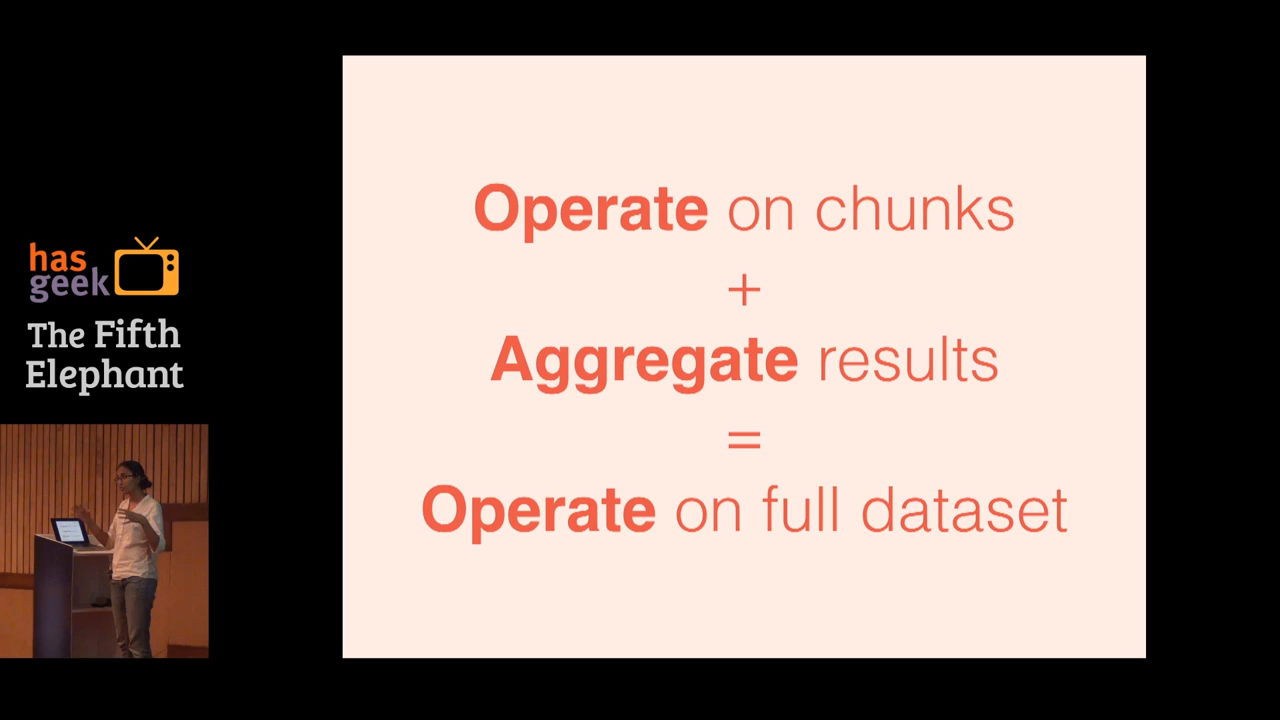 has
geek
The Fifth
Elephant
Operate on chunks
+
Aggregate results
=
Operate on full dataset